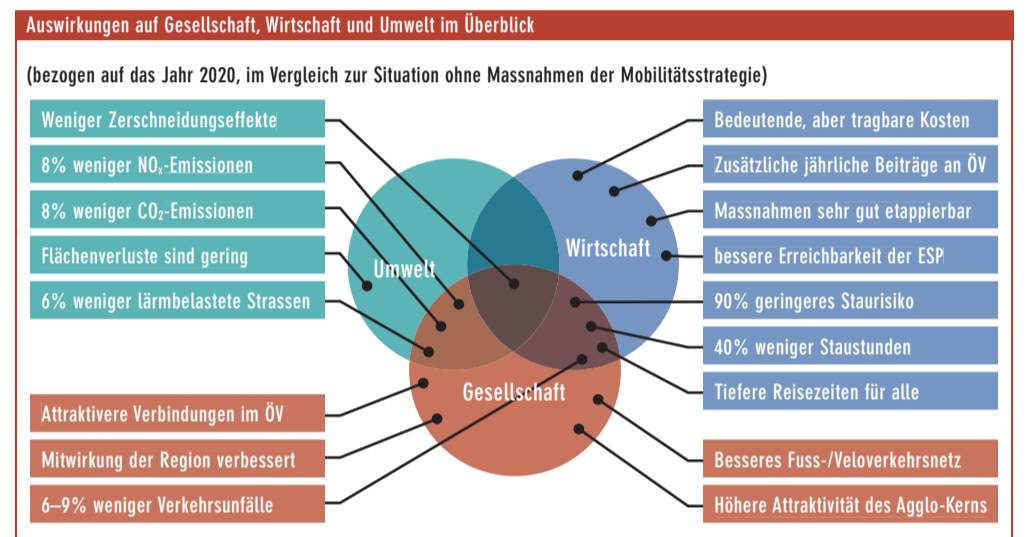 Auswirkungen auf Gesellschaft, Wirtschaft und Umwelt im Überblick
(bezogen auf das Jahr 2020, im Vergleich zur Situation ohne Massnahmen der Mobilitätsstrategie)
Weniger Zerschneidungseffekte
8% weniger NOₓ-Emissionen
8% weniger CO₂-Emissionen
Flächenverluste sind gering
6% weniger lärmbelastete Strassen
Attraktivere Verbindungen im ÖV
Mitwirkung der Region verbessert
6–9% weniger Verkehrsunfälle
Umwelt
Wirtschaft
Gesellschaft
Bedeutende, aber tragbare Kosten
Zusätzliche jährliche Beiträge an ÖV
Massnahmen sehr gut etappierbar
bessere Erreichbarkeit der ESP
90% geringeres Staurisiko
40% weniger Staustunden
Tiefere Reisezeiten für alle
Besseres Fuss-/Veloverkehrsnetz
Höhere Attraktivität des Agglo-Kerns